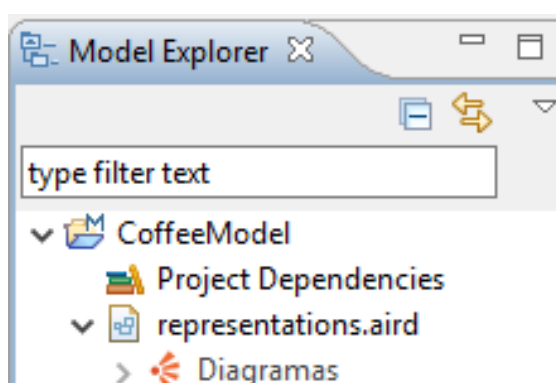 Model Explorer
type filter text
CoffeeModel
Project Dependencies
representations.aird
Diagramas